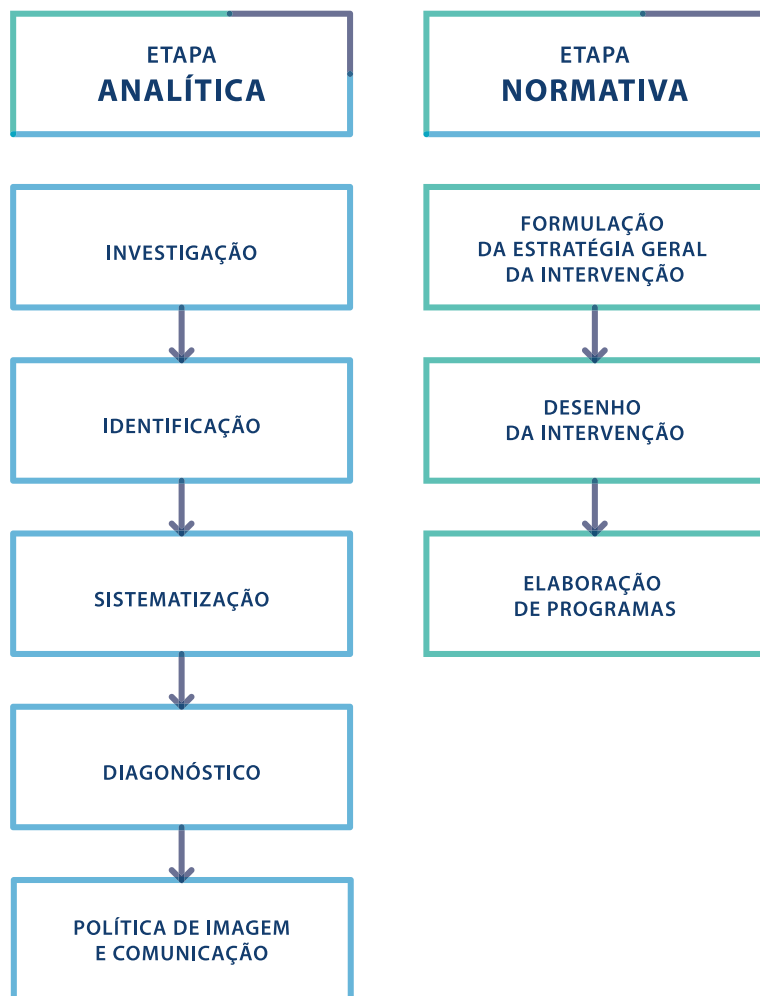 ETAPA
ANALÍTICA
INVESTIGAÇÃO
IDENTIFICAÇÃO
SISTEMATIZAÇÃO
DIAGONÓSTICO
POLÍTICA DE IMAGEM
E COMUNICAÇÃO
ETAPA
NORMATIVA
FORMULAÇÃO
DA ESTRATÉGIA GERAL
DA INTERVENÇÃO
DESENHO
DA INTERVENÇÃO
ELABORAÇÃO
DE PROGRAMAS